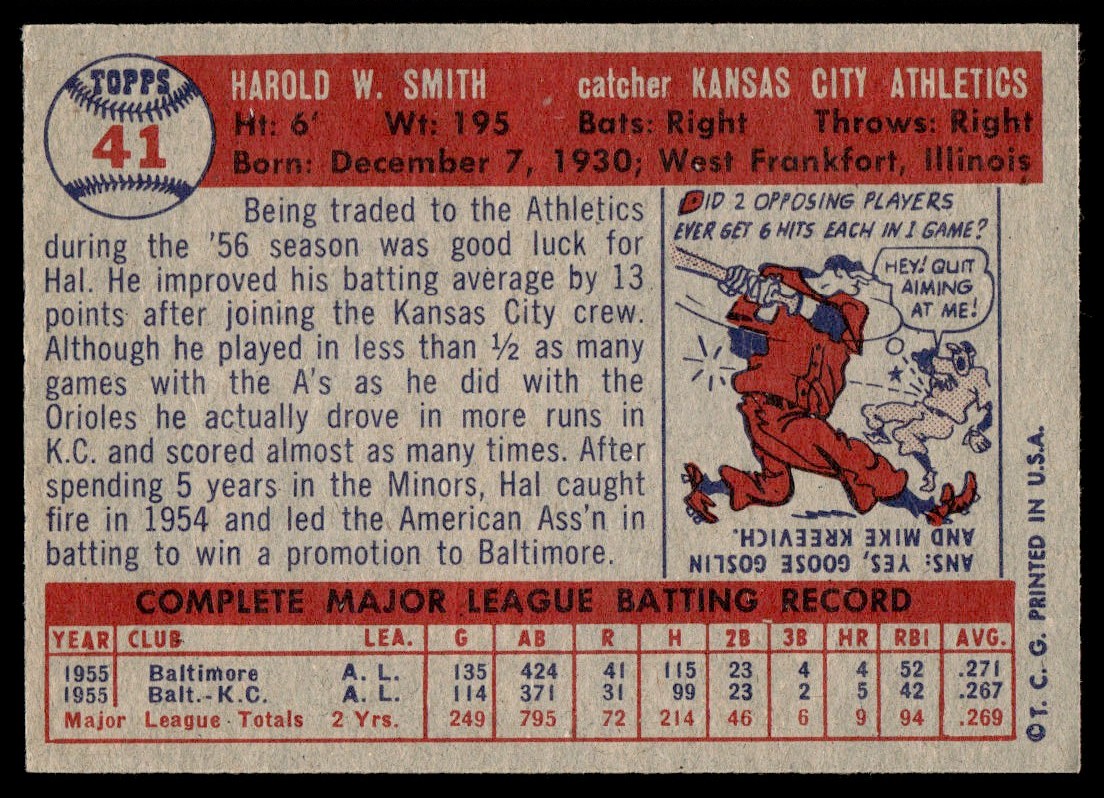 TOPPS
41
HAROLD W. SMITH catcher KANSAS CITY ATHLETICS
Ht: 6' Wt: 195 Bats: Right Throws: Right
Born: December 7, 1930; West Frankfort, Illinois
Being traded to the Athletics
during the '56 season was good luck for
Hal. He improved his batting average by 13
points after joining the Kansas City crew.
Although he played in less than ½ as many
games with the A's as he did with the
Orioles he actually drove in more runs in
K.C. and scored almost as many times. After
spending 5 years in the Minors, Hal caught
fire in 1954 and led the American Ass'n in
batting to win a promotion to Baltimore.
DID 2 OPPOSING PLAYERS
EVER GET 6 HITS EACH IN 1 GAME?
HEY! QUIT
AIMING
AT ME!
ANS: YES, GOOSE GOSLIN
AND MIKE KREEVICH.
COMPLETE MAJOR LEAGUE BATTING RECORD
YEAR CLUB LEA. G AB R H 2B 3B HR RBI AVG.
1955 Baltimore A. L. 135 424 41 115 23 4 4 52 .271
1955 Balt.-K.C. A. L. 114 371 31 99 23 2 5 42 .267
Major League Totals 2 Yrs. 249 795 72 214 46 6 9 94 .269
©T. C. G. PRINTED IN U.S.A.